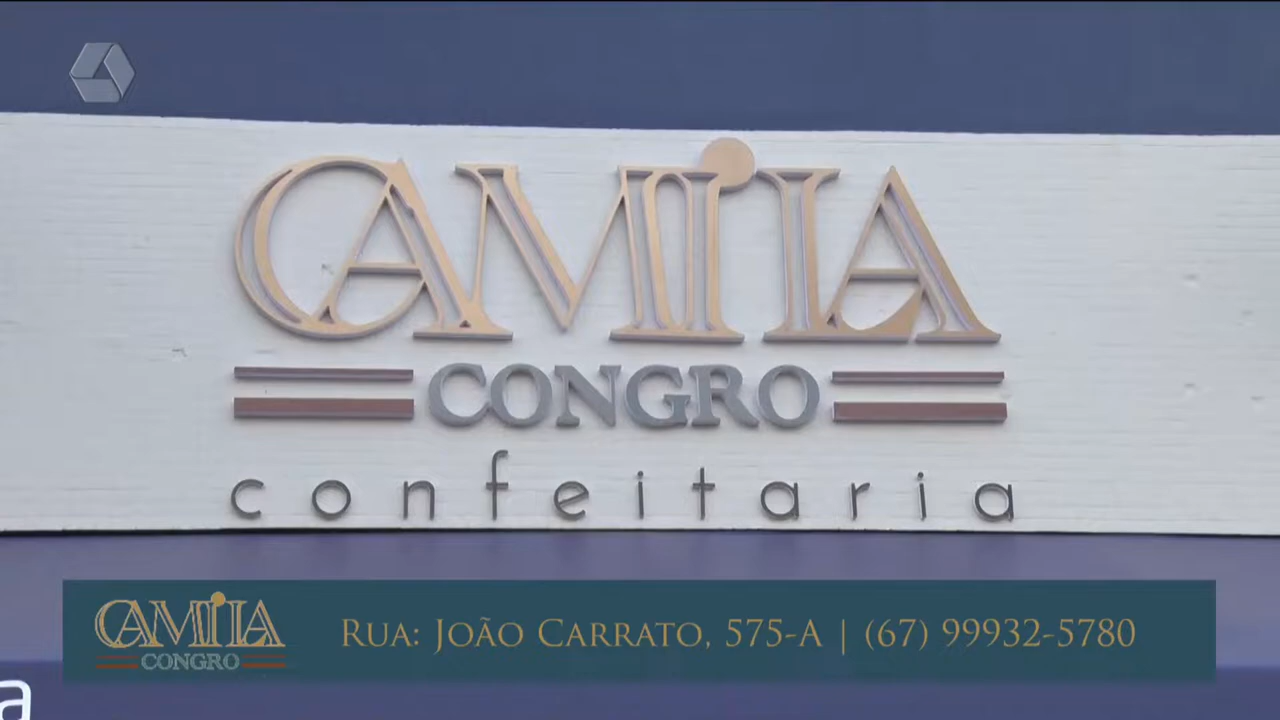 CAMILA
CONGRO
confeitaria
CAMILA
CONGRO
RUA: JOÃO CARRATO, 575-A | (67) 99932-5780
a